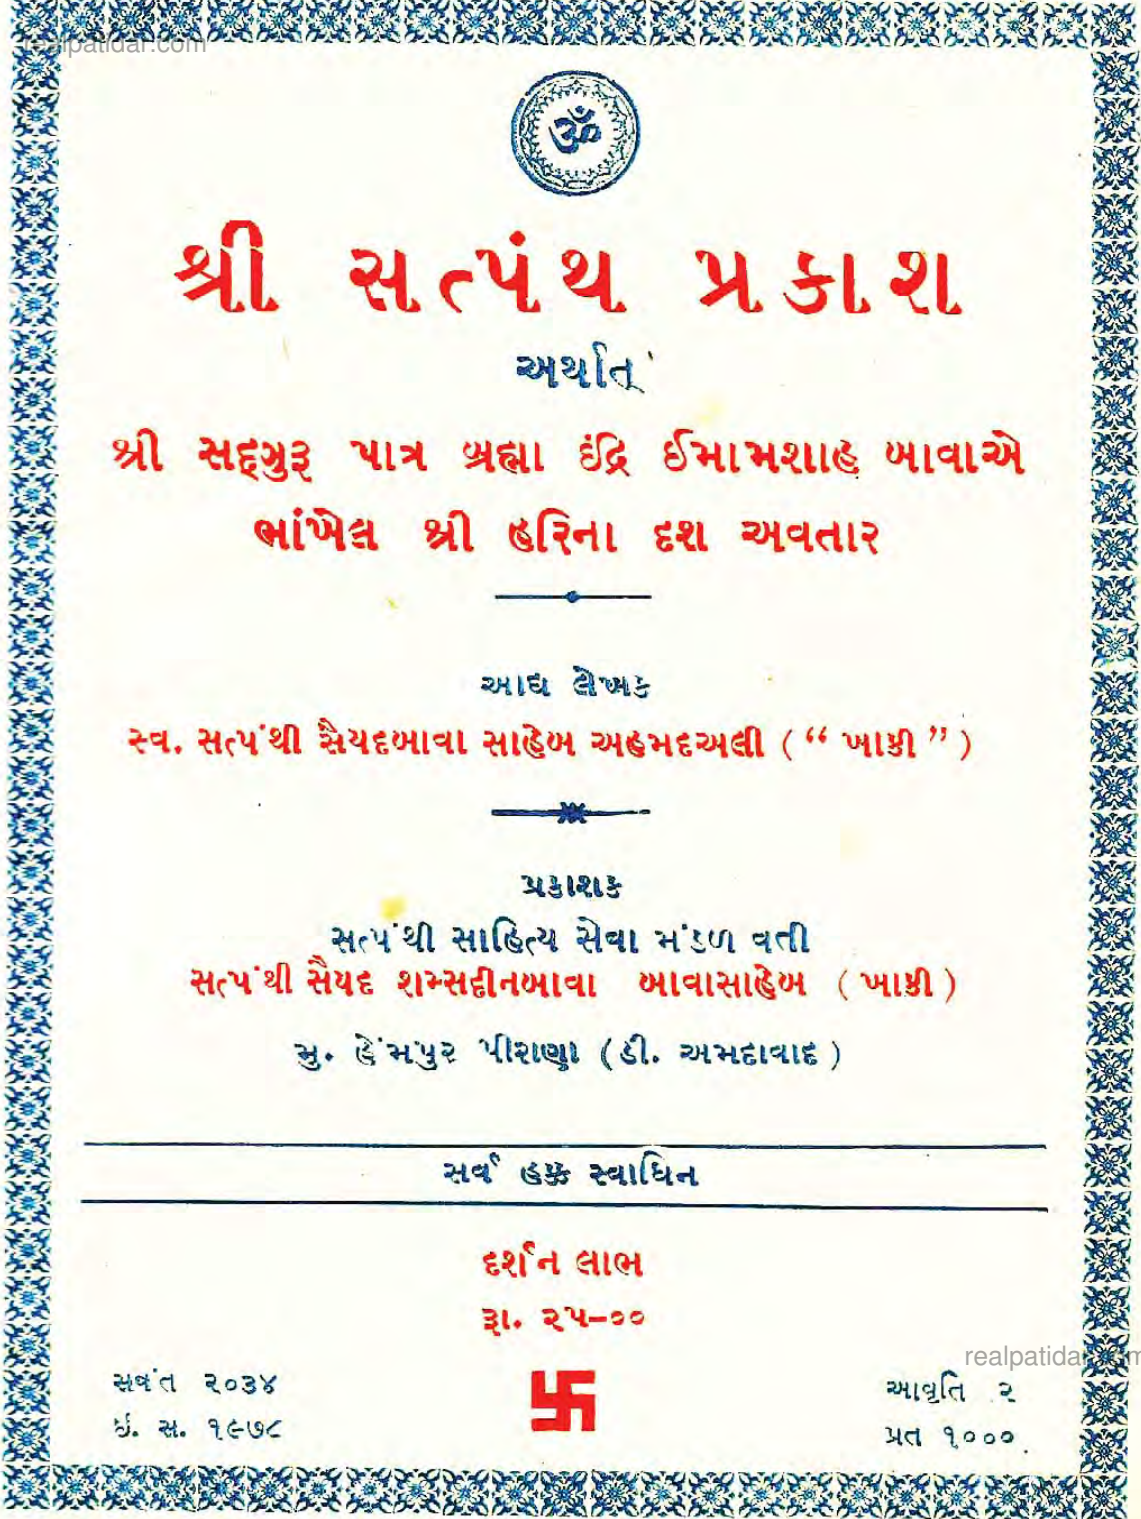 realpatidar.com
ॐ
શ્રી સત્પંથ પ્રકાશ
અર્થાત્
શ્રી સદ્ગુરૂ પાત્ર બ્રહ્મા ઇંદ્રિ ઈમામશાહ બાવાએ
ભાંખેલ શ્રી હરિના દશ અવતાર
આદ્ય લેખક
સ્વ. સત્પંથી સૈયદબાવા સાહેબ અહમદઅલી ( “ ખાકી ” )
પ્રકાશક
સત્પંથી સાહિત્ય સેવા મંડળ વતી
સત્પંથી સૈયદ શમ્સદ્દીનબાવા બાવાસાહેબ ( ખાકી )
મુ. હેંમપુર પીરાણા (ડી. અમદાવાદ )
સર્વ હક્ક સ્વાધિન
દર્શન લાભ
રૂા. ૨૫–૦૦
realpatidar.com
સવંત ૨૦૩૪
આવૃતિ ૨
ઇ. સ. ૧૯૭૮
પ્રત ૧૦૦૦.